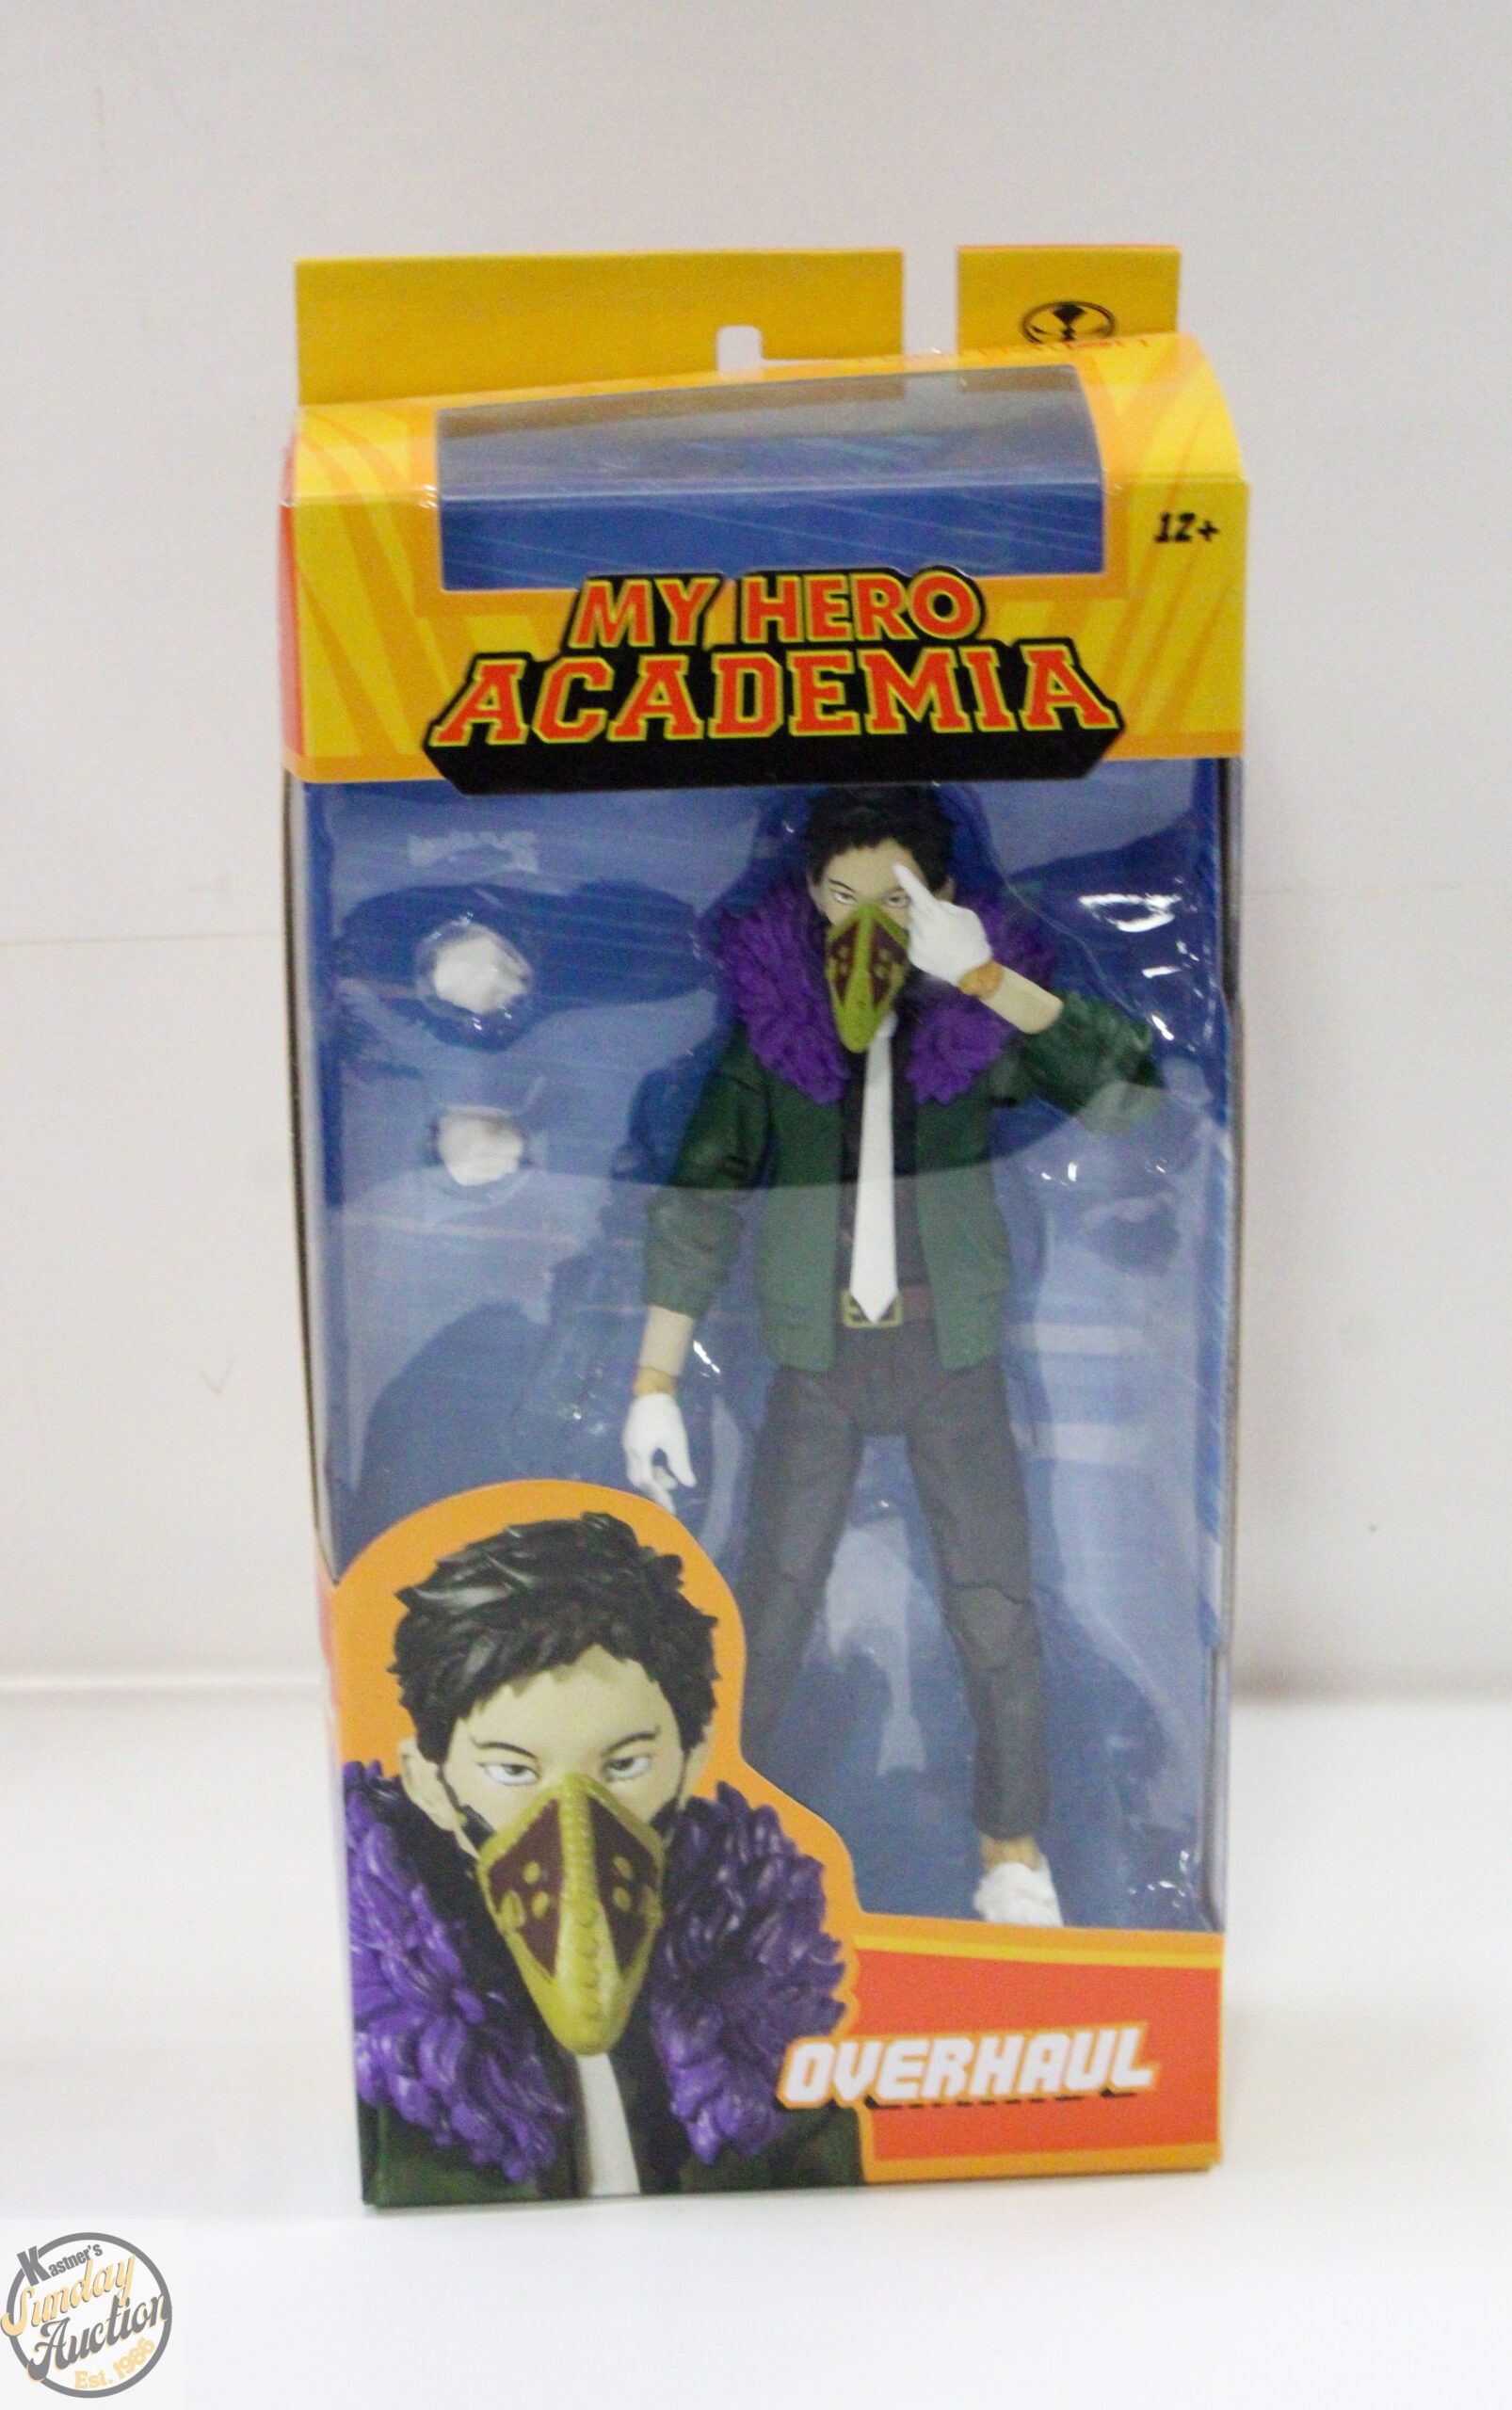 12+
MY HERO
ACADEMIA
OVERHAUL
Kastner's
Sunday
Auction
Est. 1986